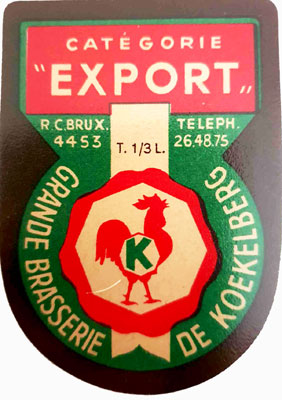 CATÉGORIE
"EXPORT"
R.C.BRUX. TELEPH.
4453 26.48.75
T. 1/3 L.
GRANDE BRASSERIE DE KOEKELBERG
K